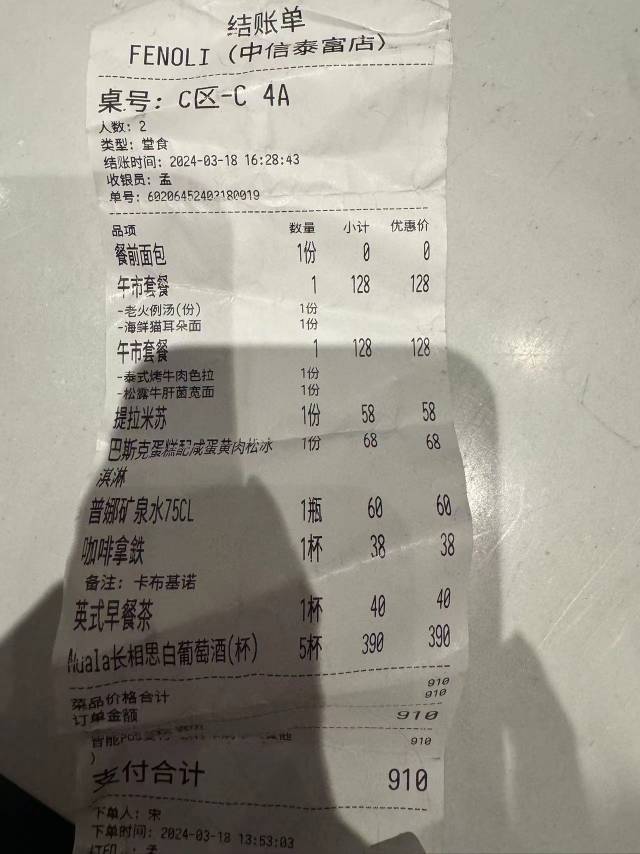 结账单
FENOLI (中信泰富店)
桌号: C区-C 4A
人数: 2
类型: 堂食
结账时间: 2024-03-18 16:28:43
收银员: 孟
单号: 60206452403180019
品项 数量 小计 优惠价
餐前面包 1份 0 0
午市套餐 1 128 128
-老火例汤(份) 1份
-海鲜猫耳朵面 1份
午市套餐 1 128 128
-泰式烤牛肉色拉 1份
-松露牛肝菌宽面 1份
提拉米苏 1份 58 58
巴斯克蛋糕配咸蛋黄肉松冰 1份 68 68
淇淋
普娜矿泉水75CL 1瓶 60 60
咖啡拿鉄 1杯 38 38
备注: 卡布基诺
英式早餐茶 1杯 40 40
Nuala长相思白葡萄酒(杯) 5杯 390 390
910
菜品价格合计 910
订单金额 910
智能POS 910
)
支付合计 910
下单人: 宋
下单时间: 2024-03-18 13:53:03
孟